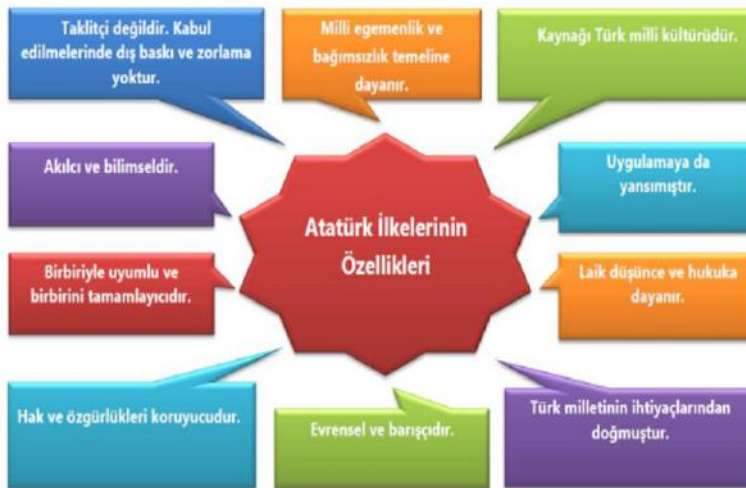 Taklitçi değildir. Kabul
edilmelerinde dış baskı ve zorlama
yoktur.
Milli egemenlik ve
bağımsızlık temeline
dayanır.
Kaynağı Türk milli kültürüdür.
Akılcı ve bilimseldir.
Uygulamaya da
yansımıştır.
Atatürk İlkelerinin
Özellikleri
Birbiriyle uyumlu ve
birbirini tamamlayıcıdır.
Laik düşünce ve hukuka
dayanır.
Hak ve özgürlükleri koruyucudur.
Evrensel ve barışçıdır.
Türk milletinin ihtiyaçlarından
doğmuştur.